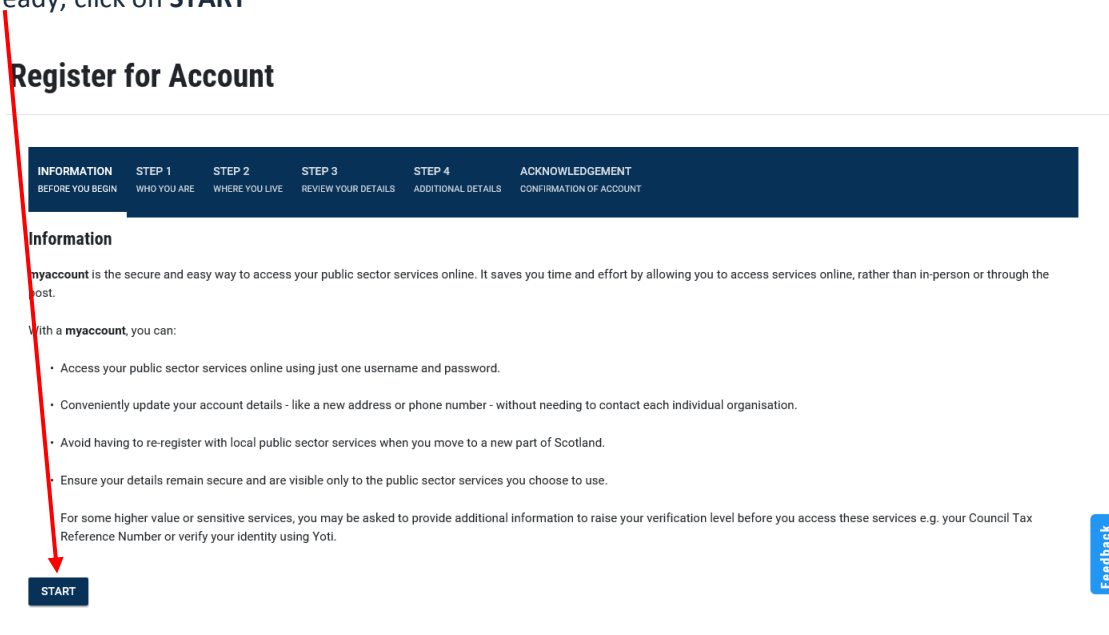 eady, click on START
Register for Account
INFORMATION
BEFORE YOU BEGIN
STEP 1
WHO YOU ARE
STEP 2
WHERE YOU LIVE
STEP 3
REVIEW YOUR DETAILS
STEP 4
ADDITIONAL DETAILS
ACKNOWLEDGEMENT
CONFIRMATION OF ACCOUNT
Information
myaccount is the secure and easy way to access your public sector services online. It saves you time and effort by allowing you to access services online, rather than in-person or through the
post.
With a myaccount, you can:
• Access your public sector services online using just one username and password.
• Conveniently update your account details - like a new address or phone number - without needing to contact each individual organisation.
• Avoid having to re-register with local public sector services when you move to a new part of Scotland.
• Ensure your details remain secure and are visible only to the public sector services you choose to use.
For some higher value or sensitive services, you may be asked to provide additional information to raise your verification level before you access these services e.g. your Council Tax
Reference Number or verify your identity using Yoti.
START
Feedback